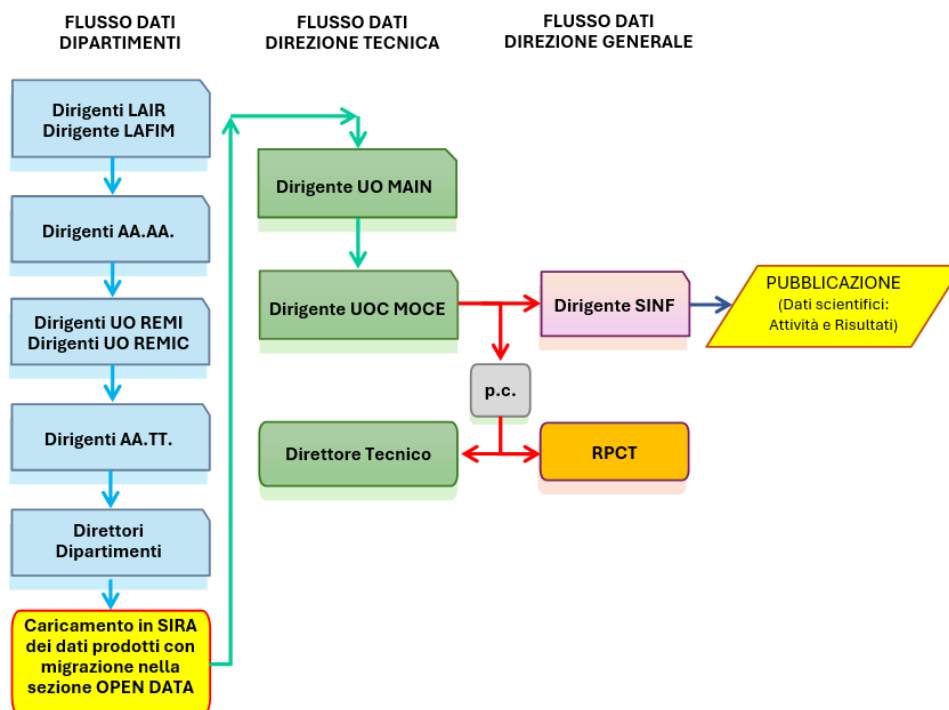 FLUSSO DATI
DIPARTIMENTI
FLUSSO DATI
DIREZIONE TECNICA
FLUSSO DATI
DIREZIONE GENERALE
Dirigenti LAIR
Dirigente LAFIM
Dirigenti AA.AA.
Dirigenti UO REMI
Dirigenti UO REMIC
Dirigenti AA.TT.
Direttori
Dipartimenti
Caricamento in SIRA
dei dati prodotti con
migrazione nella
sezione OPEN DATA
Dirigente UO MAIN
Dirigente UOC MOCE
Dirigente SINF
PUBBLICAZIONE
(Dati scientifici:
Attività e Risultati)
p.c.
Direttore Tecnico
RPCT